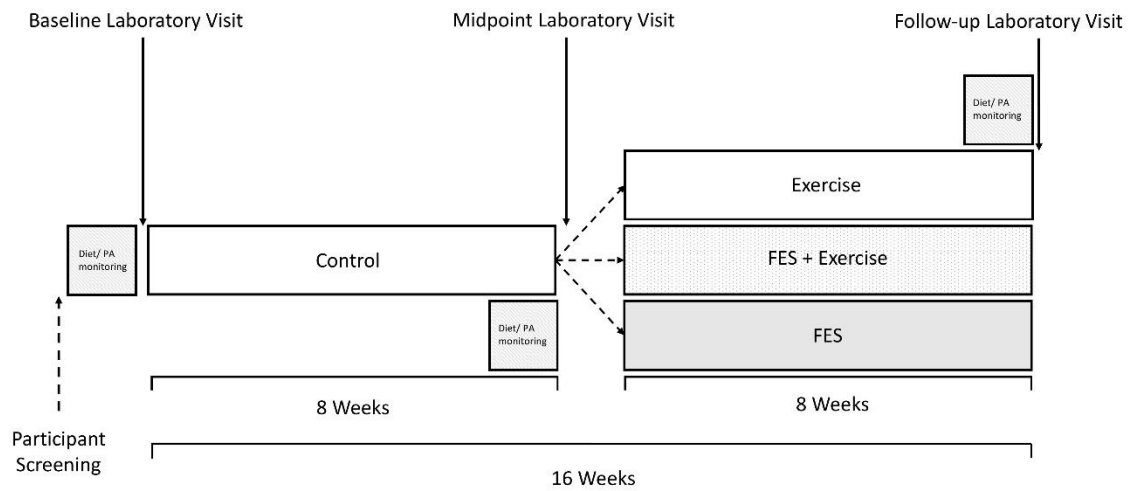 Baseline Laboratory Visit
Midpoint Laboratory Visit
Follow-up Laboratory Visit
Diet/ PA
monitoring
Exercise
Diet/ PA
monitoring
Control
FES + Exercise
Diet/ PA
monitoring
FES
8 Weeks
8 Weeks
Participant
Screening
16 Weeks